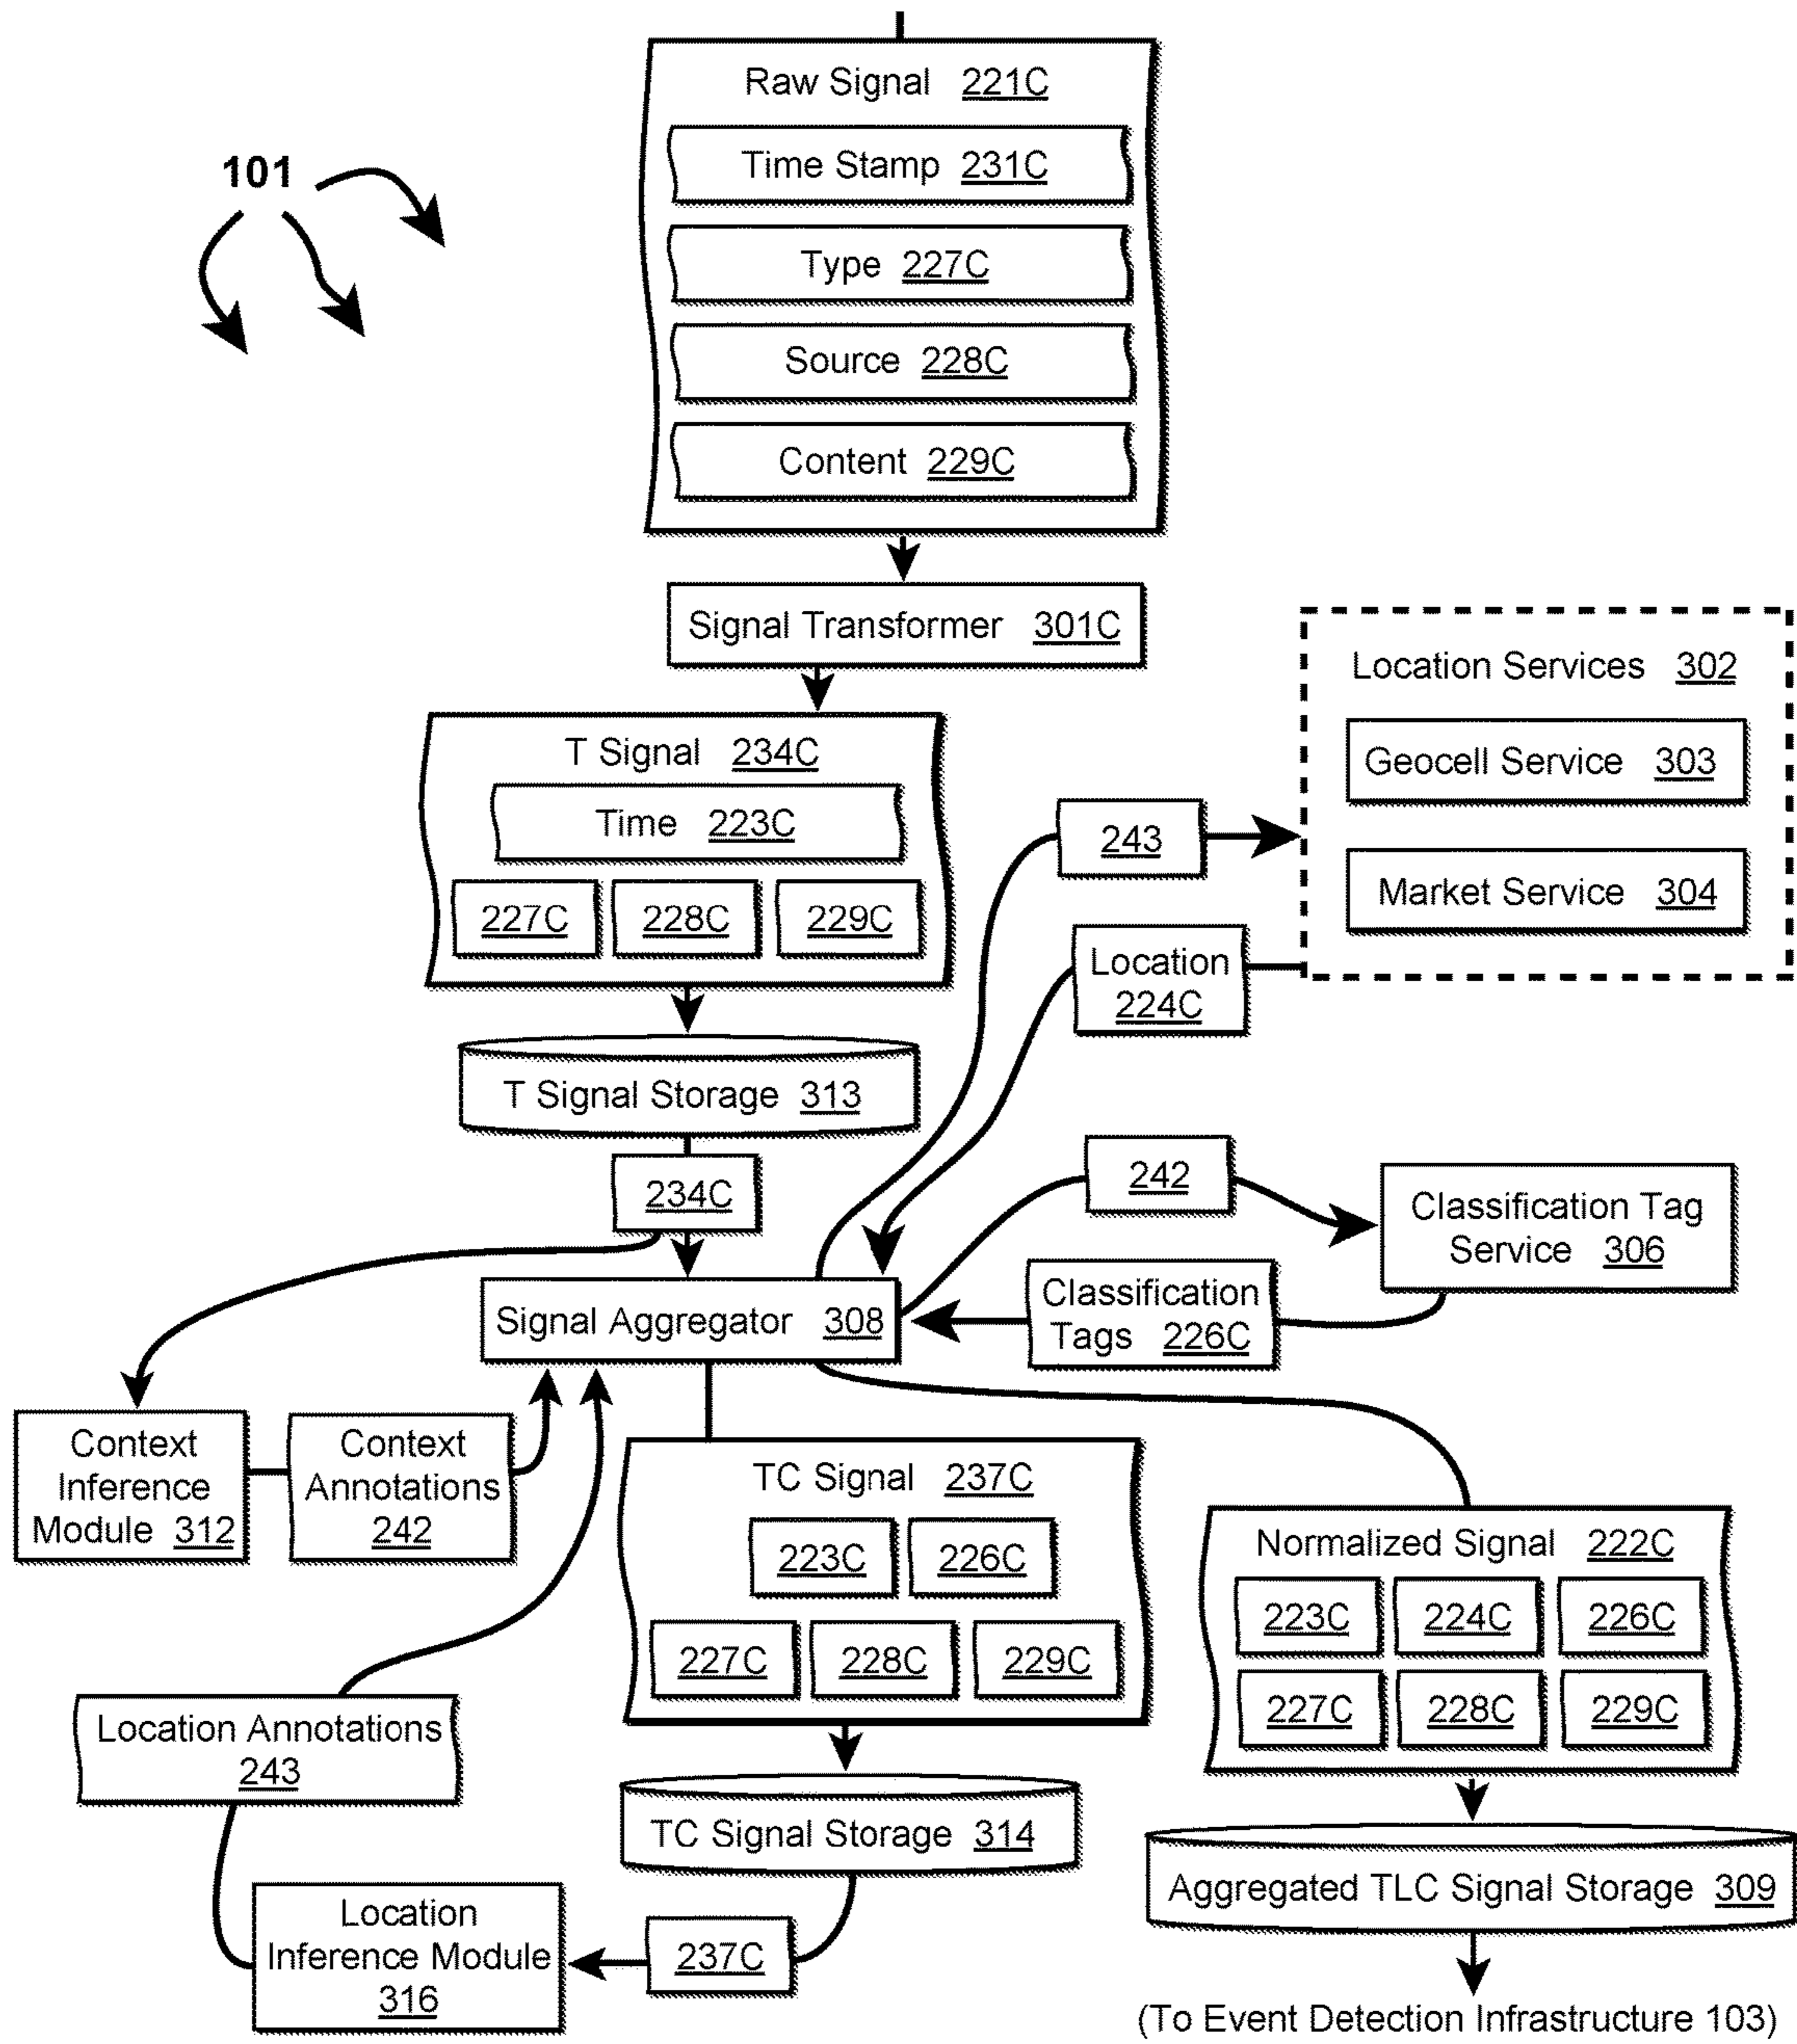 Raw Signal 221C
101
Time Stamp 231C
Type 227C
Source 228C
Content 229C
Signal Transformer 301C
Location Services 302
Geocell Service 303
Market Service 304
T Signal 234C
Time 223C
227C 228C 229C
243
Location
224C
T Signal Storage 313
234C
242
Classification Tag
Service 306
Classification
Tags 226C
Signal Aggregator 308
Context
Inference
Module 312
Context
Annotations
242
TC Signal 237C
223C 226C
227C 228C 229C
Normalized Signal 222C
223C 224C 226C
227C 228C 229C
Location Annotations
243
TC Signal Storage 314
Aggregated TLC Signal Storage 309
Location
Inference Module
316
237C
(To Event Detection Infrastructure 103)